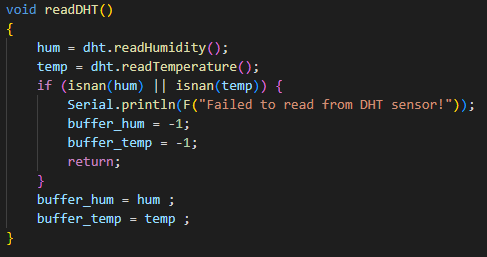 void readDHT()
{
    hum = dht.readHumidity();
    temp = dht.readTemperature();
    if (isnan(hum) || isnan(temp)) {
        Serial.println(F("Failed to read from DHT sensor!"));
        buffer_hum = -1;
        buffer_temp = -1;
        return;
    }
    buffer_hum = hum ;
    buffer_temp = temp ;
}